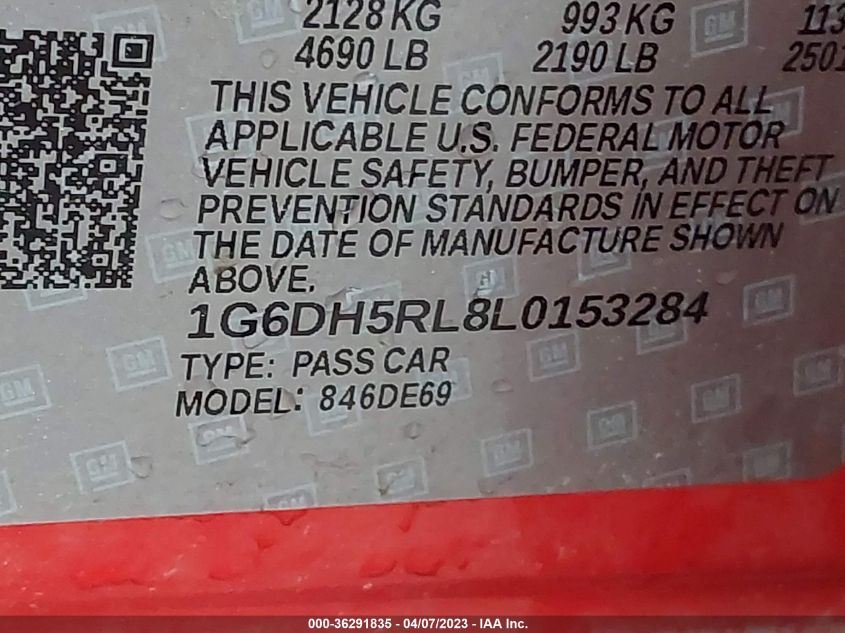 2128 KG 993 KG 113
4690 LB 2190 LB 2501
THIS VEHICLE CONFORMS TO ALL
APPLICABLE U.S. FEDERAL MOTOR
VEHICLE SAFETY, BUMPER, AND THEFT
PREVENTION STANDARDS IN EFFECT ON
THE DATE OF MANUFACTURE SHOWN
ABOVE.
1G6DH5RL8L0153284
TYPE: PASS CAR
MODEL: 846DE69
000-36291835 - 04/07/2023 - IAA Inc.